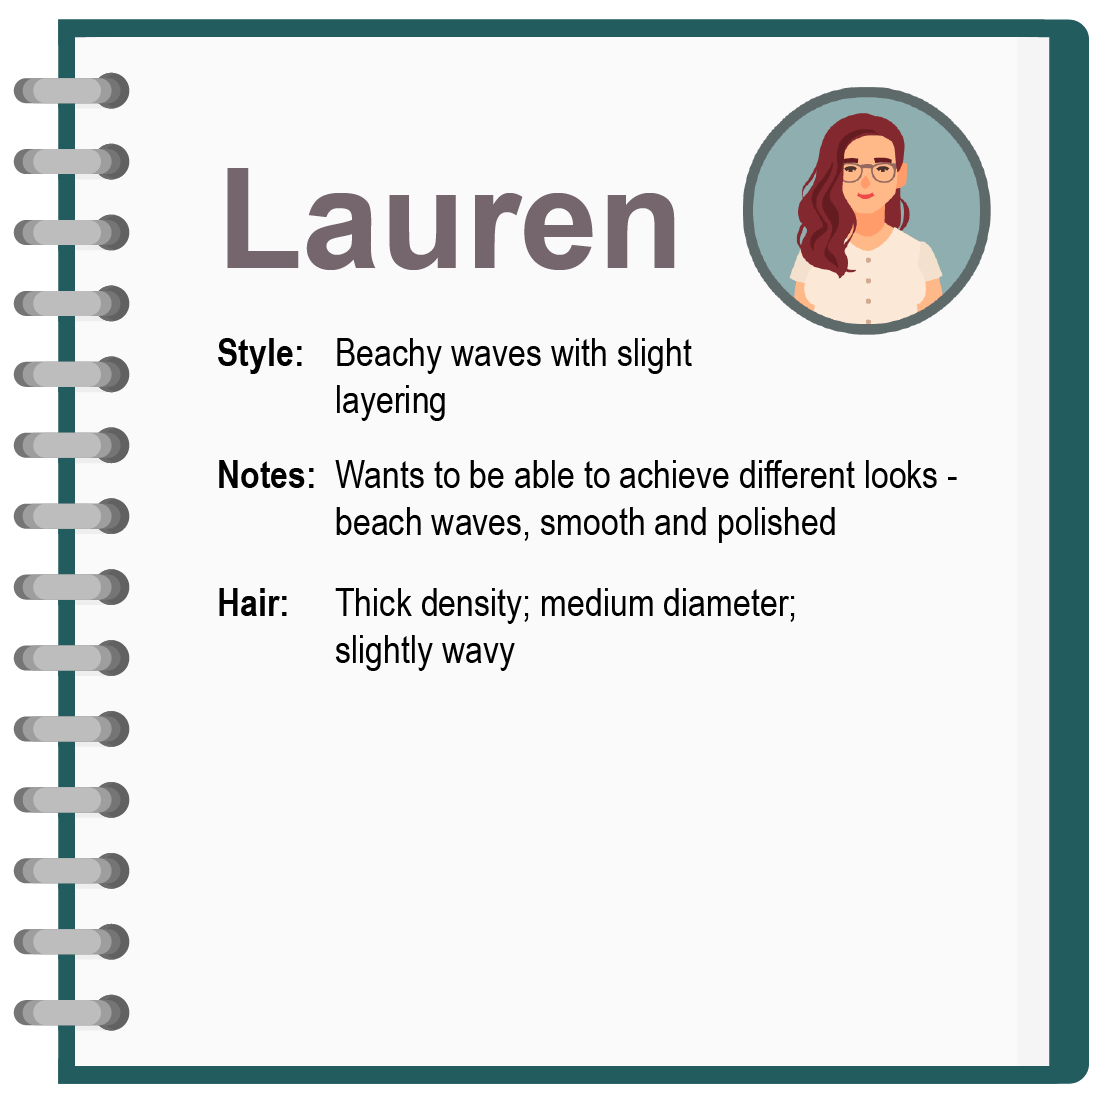 Lauren
Style: Beachy waves with slight
layering
Notes: Wants to be able to achieve different looks -
beach waves, smooth and polished
Hair: Thick density; medium diameter;
slightly wavy